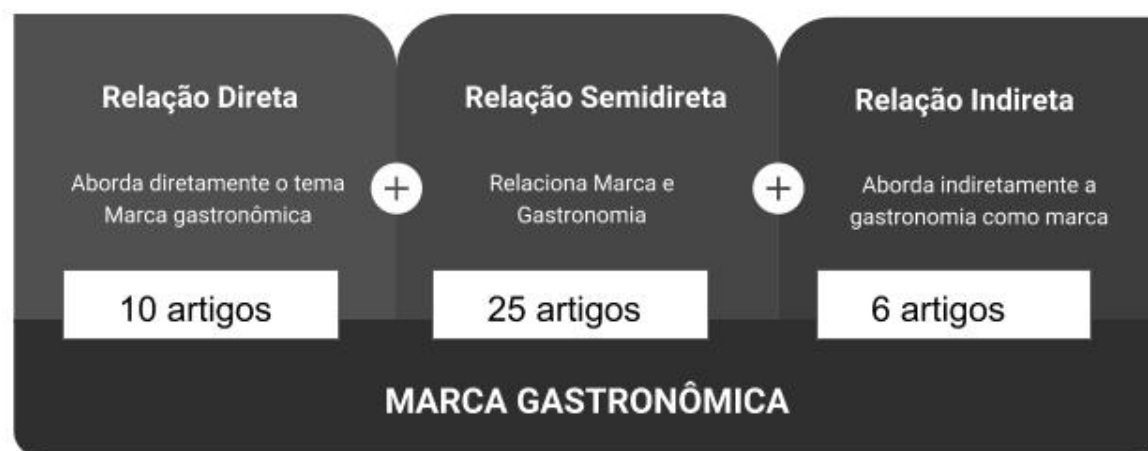 Relação Direta
Aborda diretamente o tema
Marca gastronômica
10 artigos
+
Relação Semidireta
Relaciona Marca e
Gastronomia
25 artigos
+
Relação Indireta
Aborda indiretamente a
gastronomia como marca
6 artigos
MARCA GASTRONÔMICA